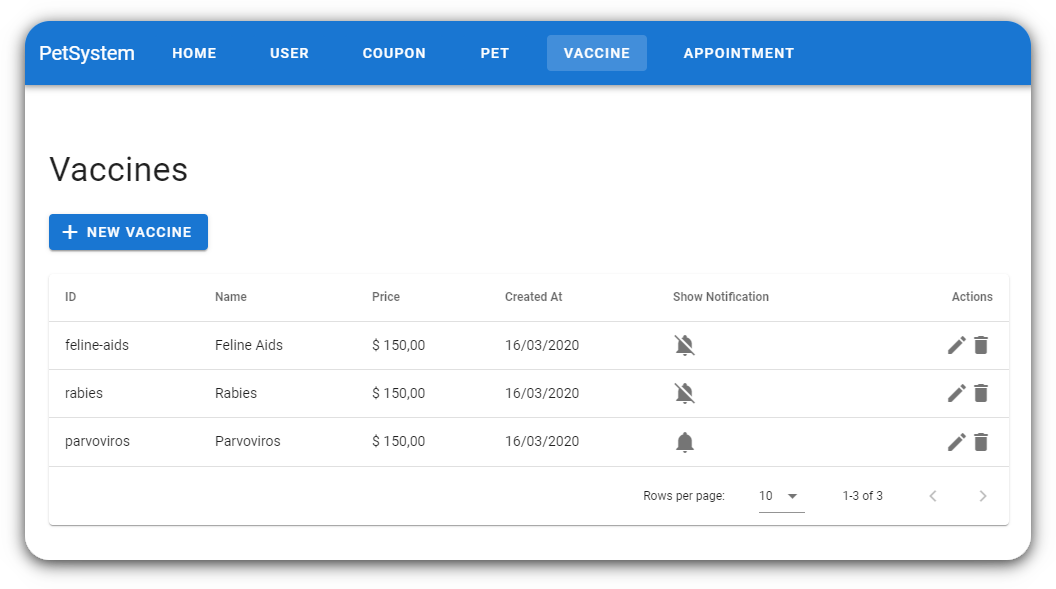 PetSystem HOME USER COUPON PET VACCINE APPOINTMENT
Vaccines
NEW VACCINE
ID Name Price Created At Show Notification Actions
feline-aids Feline Aids $ 150,00 16/03/2020
rabies Rabies $ 150,00 16/03/2020
parvoviros Parvoviros $ 150,00 16/03/2020
Rows per page: 10 1-3 of 3